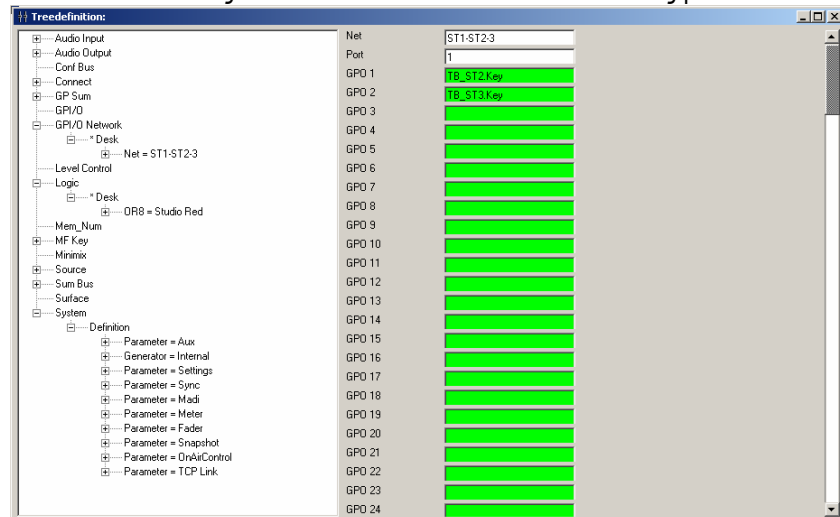 Treedefinition:
Audio Input
Audio Output
Conf Bus
Connect
GP Sum
GPI/O
GPI/O Network
* Desk
Net = ST1-ST2-3
Level Control
Logic
* Desk
OR8 = Studio Red
Mem_Num
MF Key
Minimix
Source
Sum Bus
Surface
System
Definition
Parameter = Aux
Generator = Internal
Parameter = Settings
Parameter = Sync
Parameter = Madi
Parameter = Meter
Parameter = Fader
Parameter = Snapshot
Parameter = OnAirControl
Parameter = TCP Link
Net ST1-ST2-3
Port 1
GPO 1 TB_ST2.Key
GPO 2 TB_ST3.Key
GPO 3
GPO 4
GPO 5
GPO 6
GPO 7
GPO 8
GPO 9
GPO 10
GPO 11
GPO 12
GPO 13
GPO 14
GPO 15
GPO 16
GPO 17
GPO 18
GPO 19
GPO 20
GPO 21
GPO 22
GPO 23
GPO 24